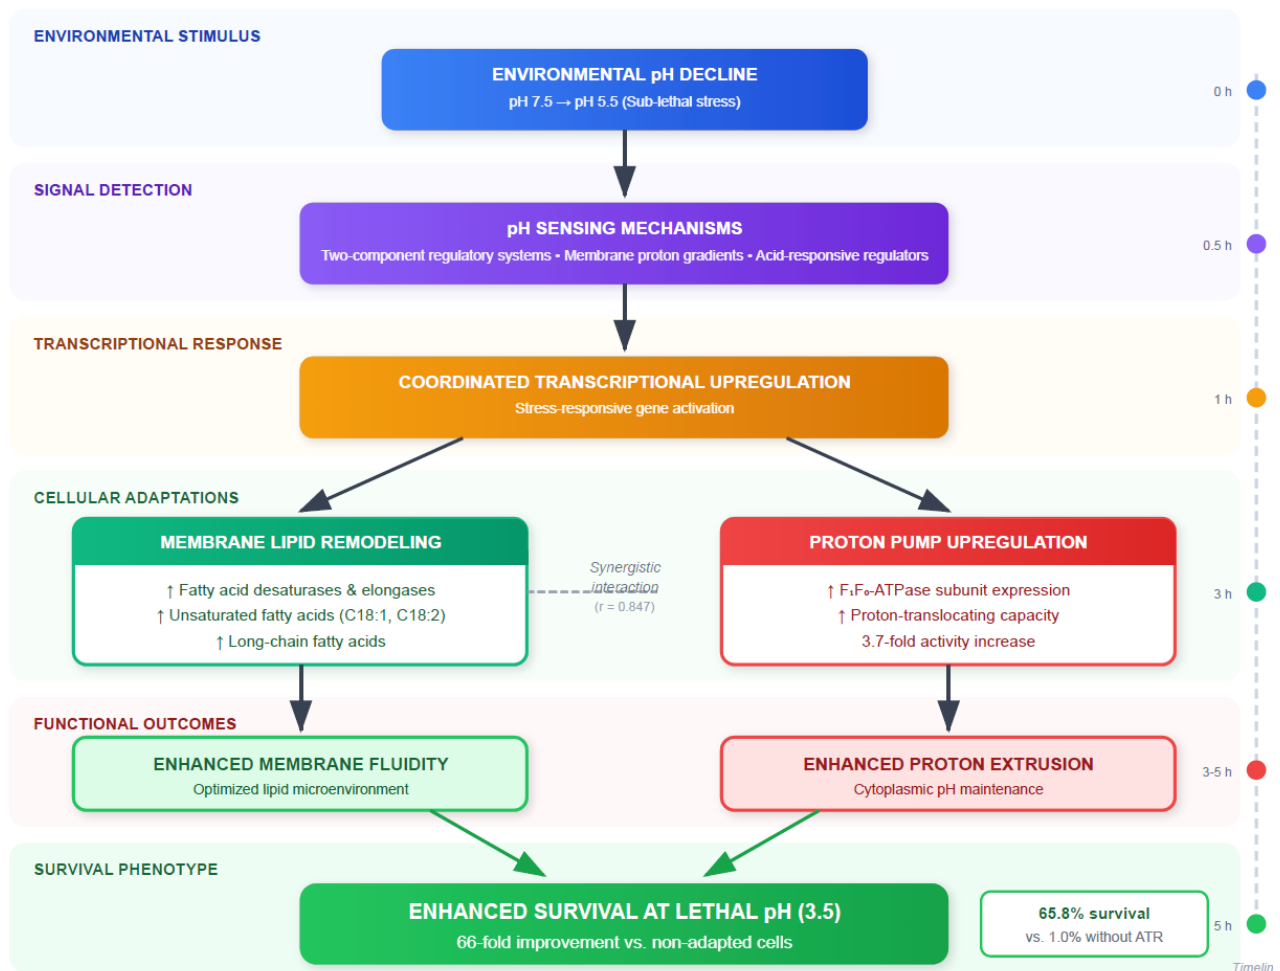 ENVIRONMENTAL STIMULUS
ENVIRONMENTAL pH DECLINE
pH 7.5 → pH 5.5 (Sub-lethal stress)
0 h
SIGNAL DETECTION
pH SENSING MECHANISMS
Two-component regulatory systems • Membrane proton gradients • Acid-responsive regulators
0.5 h
TRANSCRIPTIONAL RESPONSE
COORDINATED TRANSCRIPTIONAL UPREGULATION
Stress-responsive gene activation
1 h
CELLULAR ADAPTATIONS
MEMBRANE LIPID REMODELING
↑ Fatty acid desaturases & elongases
↑ Unsaturated fatty acids (C18:1, C18:2)
↑ Long-chain fatty acids
Synergistic
interaction
(r = 0.847)
PROTON PUMP UPREGULATION
↑ F₁F₀-ATPase subunit expression
↑ Proton-translocating capacity
3.7-fold activity increase
3 h
FUNCTIONAL OUTCOMES
ENHANCED MEMBRANE FLUIDITY
Optimized lipid microenvironment
ENHANCED PROTON EXTRUSION
Cytoplasmic pH maintenance
3-5 h
SURVIVAL PHENOTYPE
ENHANCED SURVIVAL AT LETHAL pH (3.5)
66-fold improvement vs. non-adapted cells
65.8% survival
vs. 1.0% without ATR
5 h
Timelin